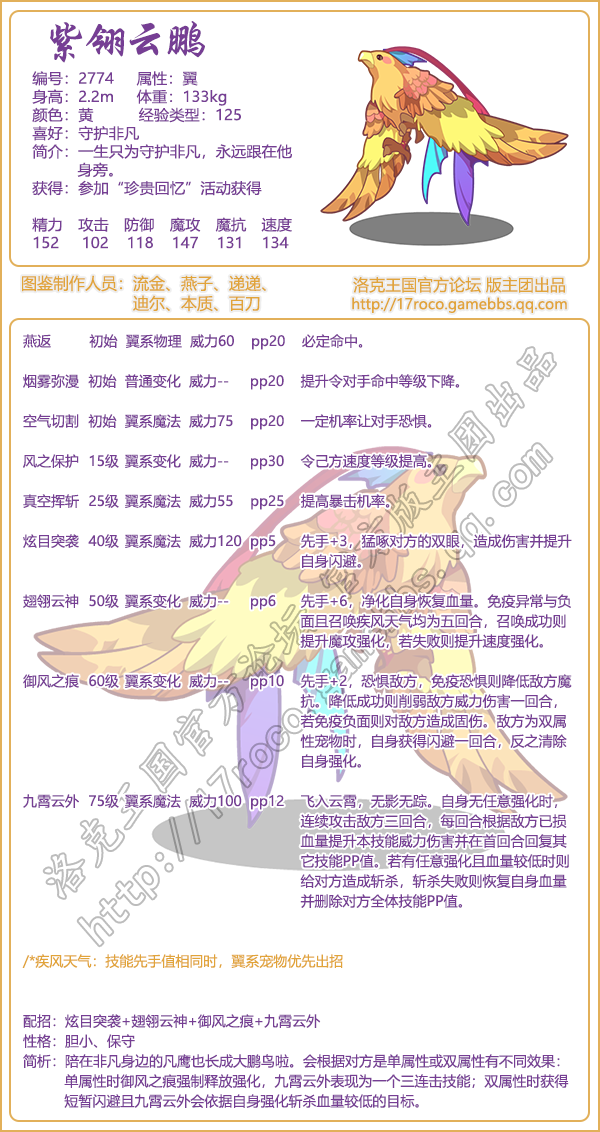 紫翎云鹏
编号：2774 属性：翼
身高：2.2m 体重：133kg
颜色：黄 经验类型：125
喜好：守护非凡
简介：一生只为守护非凡，永远跟在他
身旁。
获得：参加“珍贵回忆”活动获得
精力 攻击 防御 魔攻 魔抗 速度
152 102 118 147 131 134
图鉴制作人员：流金、燕子、递递、
迪尔、本质、百刀
洛克王国官方论坛 版主团出品
http://17roco.gamebbs.qq.com
燕返 初始 翼系物理 威力60 pp20 必定命中。
烟雾弥漫 初始 普通变化 威力-- pp20 提升令对手命中等级下降。
空气切割 初始 翼系魔法 威力75 pp20 一定机率让对手恐惧。
风之保护 15级 翼系变化 威力-- pp30 令己方速度等级提高。
真空挥斩 25级 翼系魔法 威力55 pp25 提高暴击机率。
炫目突袭 40级 翼系魔法 威力120 pp5 先手+3，猛啄对方的双眼，造成伤害并提升
自身闪避。
翅翎云神 50级 翼系变化 威力-- pp6 先手+6，净化自身恢复血量。免疫异常与负
面且召唤疾风天气均为五回合，召唤成功则
提升魔攻强化，若失败则提升速度强化。
御风之痕 60级 翼系变化 威力-- pp10 先手+2，恐惧敌方，免疫恐惧则降低敌方魔
抗。降低成功则削弱敌方威力伤害一回合，
若免疫负面则对敌方造成固伤。敌方为双属
性宠物时，自身获得闪避一回合，反之清除
自身强化。
九霄云外 75级 翼系魔法 威力100 pp12 飞入云霄，无影无踪。自身无任意强化时，
连续攻击敌方三回合，每回合根据敌方已损
血量提升本技能威力伤害并在首回合回复其
它技能PP值。若有任意强化且血量较低时则
给对方造成斩杀，斩杀失败则恢复自身血量
并删除对方全体技能PP值。
洛克王国官方论坛 版主团出品
http://17roco.gamebbs.qq.com
/*疾风天气：技能先手值相同时，翼系宠物优先出招
配招：炫目突袭+翅翎云神+御风之痕+九霄云外
性格：胆小、保守
简析：陪在非凡身边的凡鹰也长成大鹏鸟啦。会根据对方是单属性或双属性有不同效果：
单属性时御风之痕强制释放强化，九霄云外表现为一个三连击技能；双属性时获得
短暂闪避且九霄云外会依据自身强化斩杀血量较低的目标。